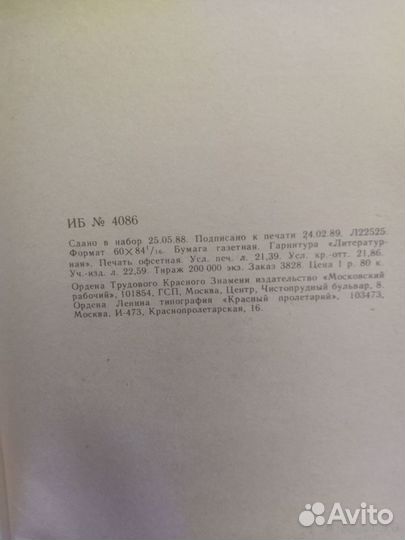 ИБ № 4086
Сдано в набор 25.05.88. Подписано к печати 24.02.89. Л22525.
Формат 60×84¹/₁₆. Бумага газетная. Гарнитура «Литератур-
ная». Печать офсетная. Усл. печ. л. 21,39. Усл. кр.-отт. 21,86.
Уч.-изд. л. 22,59. Тираж 200 000 экз. Заказ 3828. Цена 1 р. 80 к.
Ордена Трудового Красного Знамени издательство «Московский
рабочий», 101854, ГСП, Москва, Центр, Чистопрудный бульвар, 8.
Ордена Ленина типография «Красный пролетарий», 103473,
Москва, И-473, Краснопролетарская, 16.
Avito